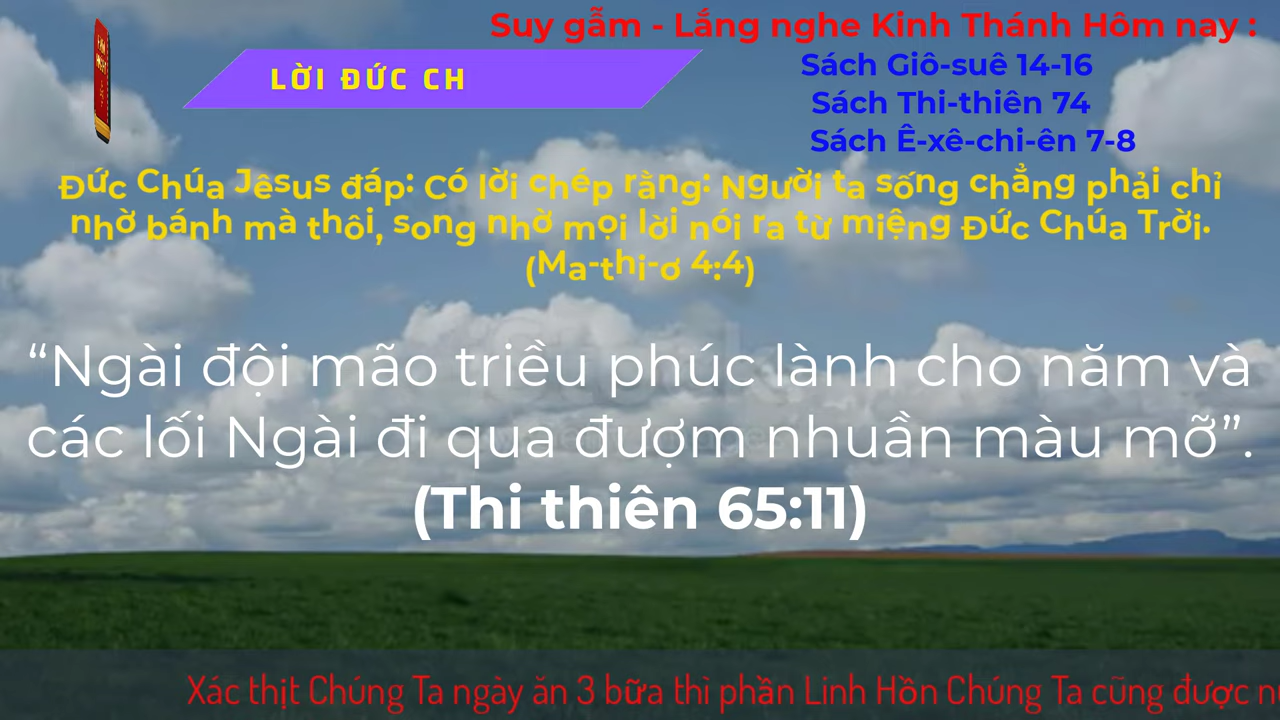 Suy gẫm - Lắng nghe Kinh Thánh Hôm nay :
Sách Giô-suê 14-16
Sách Thi-thiên 74
Sách Ê-xê-chi-ên 7-8
LỜI ĐỨC CH
Đức Chúa Jêsus đáp: Có lời chép rằng: Người ta sống chẳng phải chỉ
nhờ bánh mà thôi, song nhờ mọi lời nói ra từ miệng Đức Chúa Trời.
(Ma-thi-ơ 4:4)
“Ngài đội mão triều phúc lành cho năm và
các lối Ngài đi qua đượm nhuần màu mỡ”.
(Thi thiên 65:11)
Xác thịt Chúng Ta ngày ăn 3 bữa thì phần Linh Hồn Chúng Ta cũng được